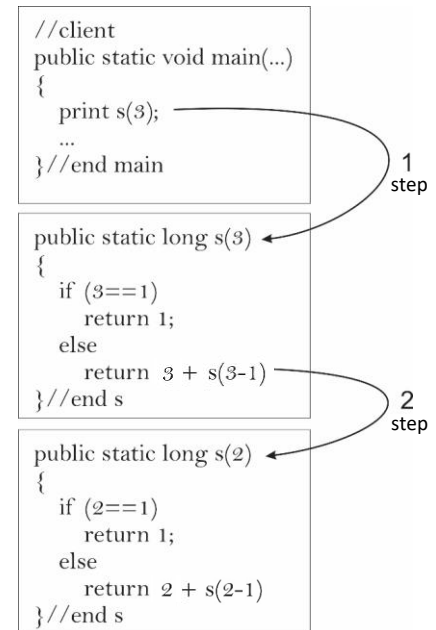 //client
public static void main(...)
{
print s(3);
...
}//end main
1
step
public static long s(3)
{
if (3==1)
return 1;
else
return 3 + s(3-1)
}//end s
2
step
public static long s(2)
{
if (2==1)
return 1;
else
return 2 + s(2-1)
}//end s